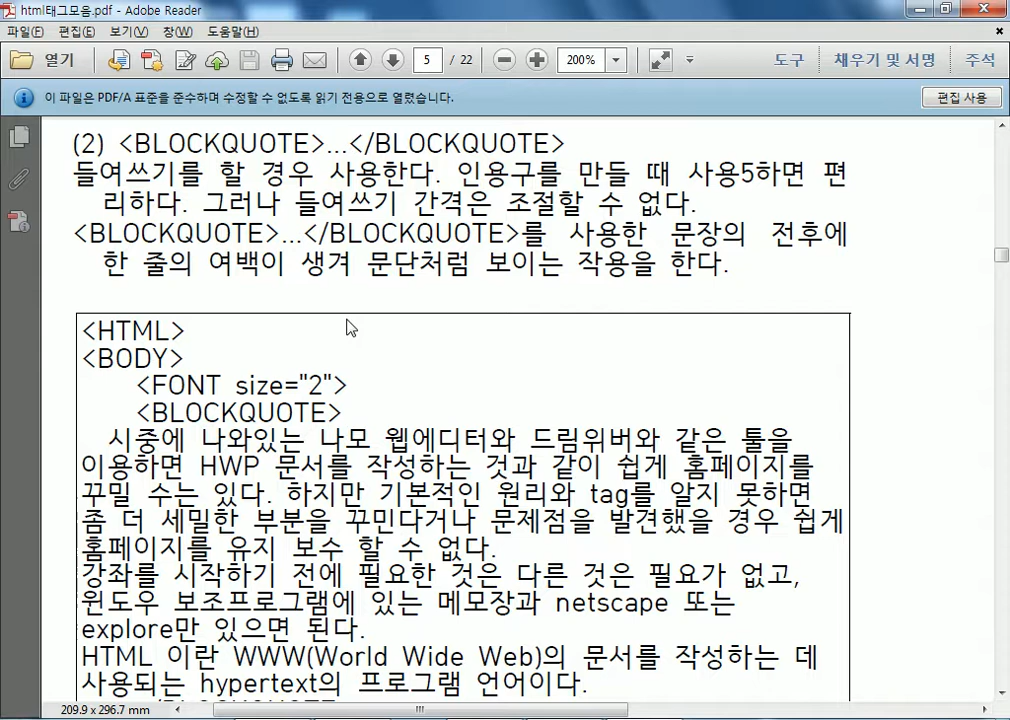 html태그모음.pdf - Adobe Reader
파일(F) 편집(E) 보기(V) 창(W) 도움말(H)
열기 5 / 22 200% 도구 채우기 및 서명 주석
이 파일은 PDF/A 표준을 준수하며 수정할 수 없도록 읽기 전용으로 열렸습니다. 편집 사용
(2) <BLOCKQUOTE>...</BLOCKQUOTE>
들여쓰기를 할 경우 사용한다. 인용구를 만들 때 사용5하면 편
리하다. 그러나 들여쓰기 간격은 조절할 수 없다.
<BLOCKQUOTE>...</BLOCKQUOTE>를 사용한 문장의 전후에
한 줄의 여백이 생겨 문단처럼 보이는 작용을 한다.
<HTML>
<BODY>
<FONT size="2">
<BLOCKQUOTE>
시중에 나와있는 나모 웹에디터와 드림위버와 같은 툴을
이용하면 HWP 문서를 작성하는 것과 같이 쉽게 홈페이지를
꾸밀 수는 있다. 하지만 기본적인 원리와 tag를 알지 못하면
좀 더 세밀한 부분을 꾸민다거나 문제점을 발견했을 경우 쉽게
홈페이지를 유지 보수 할 수 없다.
강좌를 시작하기 전에 필요한 것은 다른 것은 필요가 없고,
윈도우 보조프로그램에 있는 메모장과 netscape 또는
explore만 있으면 된다.
HTML 이란 WWW(World Wide Web)의 문서를 작성하는 데
사용되는 hypertext의 프로그램 언어이다.
209.9 x 296.7 mm